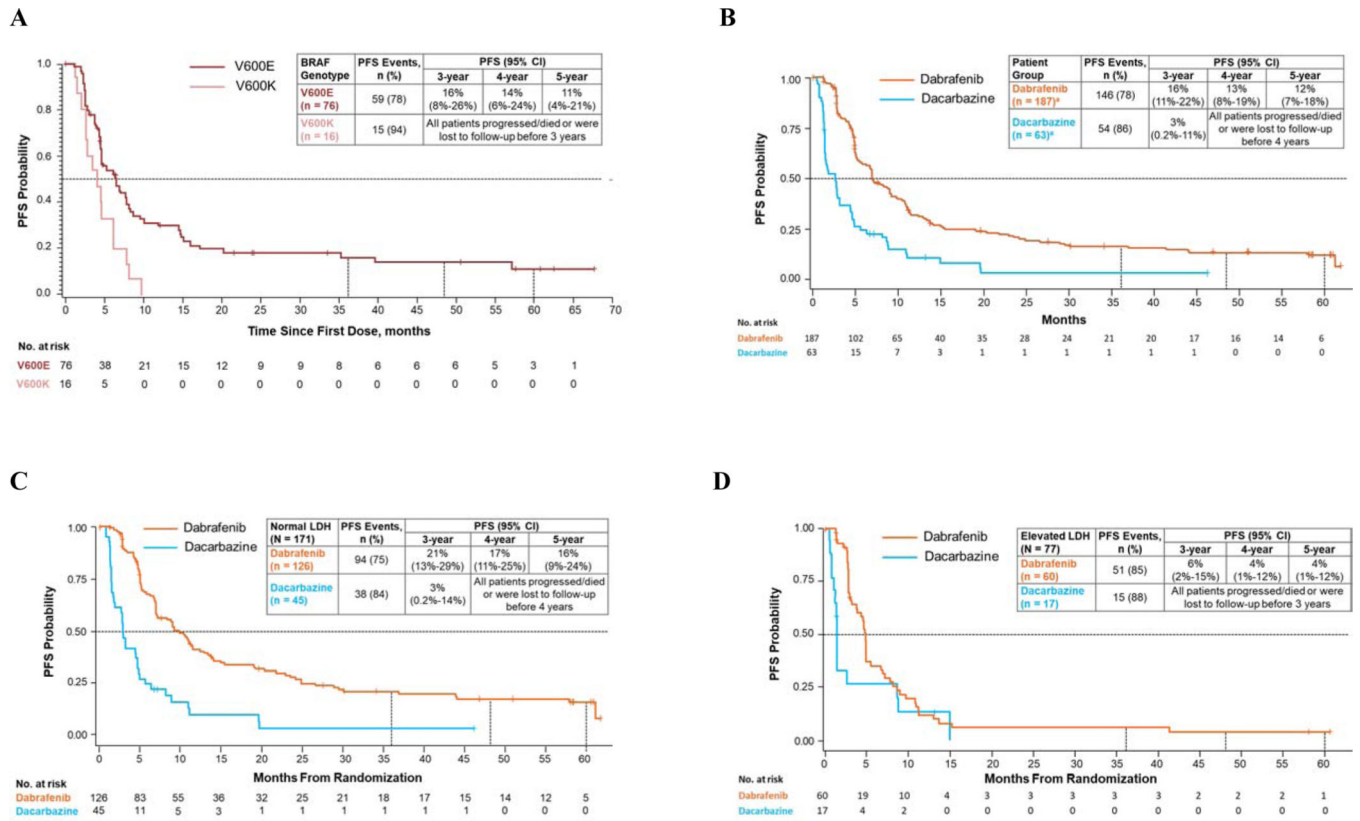 A
V600E
V600K
BRAF Genotype PFS Events, n (%) PFS (95% CI)
3-year 4-year 5-year
V600E (n = 76) 59 (78) 16% (8%-26%) 14% (6%-24%) 11% (4%-21%)
V600K (n = 16) 15 (94) All patients progressed/died or were lost to follow-up before 3 years
PFS Probability
1.0
0.8
0.6
0.4
0.2
0.0
0 5 10 15 20 25 30 35 40 45 50 55 60 65 70
Time Since First Dose, months
No. at risk
V600E 76 38 21 15 12 9 9 8 6 6 6 5 3 1
V600K 16 5 0 0 0 0 0 0 0 0 0 0 0 0
B
Dabrafenib
Dacarbazine
Patient Group PFS Events, n (%) PFS (95% CI)
3-year 4-year 5-year
Dabrafenib (n = 187)ª 146 (78) 16% (11%-22%) 13% (8%-19%) 12% (7%-18%)
Dacarbazine (n = 63)ª 54 (86) 3% (0.2%-11%) All patients progressed/died or were lost to follow-up before 4 years
PFS Probability
1.00
0.75
0.50
0.25
0.00
0 5 10 15 20 25 30 35 40 45 50 55 60
Months
No. at risk
Dabrafenib 187 102 65 40 35 28 24 21 20 17 16 14 6
Dacarbazine 63 15 7 3 1 1 1 1 1 1 0 0 0
C
Dabrafenib
Dacarbazine
Normal LDH (N = 171) PFS Events, n (%) PFS (95% CI)
3-year 4-year 5-year
Dabrafenib (n = 126) 94 (75) 21% (13%-29%) 17% (11%-25%) 16% (9%-24%)
Dacarbazine (n = 45) 38 (84) 3% (0.2%-14%) All patients progressed/died or were lost to follow-up before 4 years
PFS Probability
1.00
0.75
0.50
0.25
0.00
0 5 10 15 20 25 30 35 40 45 50 55 60
Months From Randomization
No. at risk
Dabrafenib 126 83 55 36 32 25 21 18 17 15 14 12 5
Dacarbazine 45 11 5 3 1 1 1 1 1 1 0 0 0
D
Dabrafenib
Dacarbazine
Elevated LDH (N = 77) PFS Events, n (%) PFS (95% CI)
3-year 4-year 5-year
Dabrafenib (n = 60) 51 (85) 6% (2%-15%) 4% (1%-12%) 4% (1%-12%)
Dacarbazine (n = 17) 15 (88) All patients progressed/died or were lost to follow-up before 3 years
PFS Probability
1.00
0.75
0.50
0.25
0.00
0 5 10 15 20 25 30 35 40 45 50 55 60
Months From Randomization
No. at risk
Dabrafenib 60 19 10 4 3 3 3 3 3 2 2 2 1
Dacarbazine 17 4 2 0 0 0 0 0 0 0 0 0 0